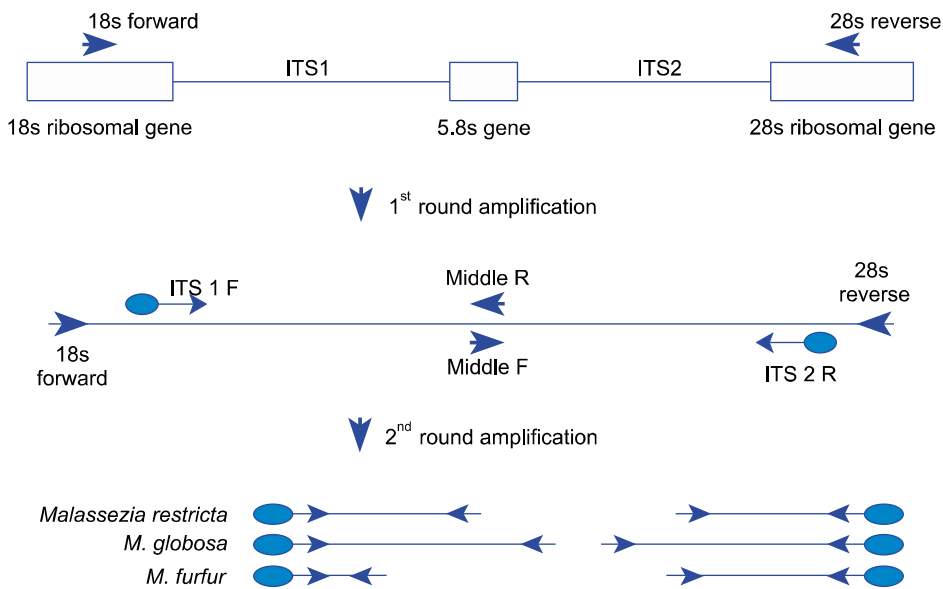 18s forward
28s reverse
ITS1
ITS2
18s ribosomal gene
5.8s gene
28s ribosomal gene
1st round amplification
ITS 1 F
Middle R
28s
reverse
18s
forward
Middle F
ITS 2 R
2nd round amplification
Malassezia restricta
M. globosa
M. furfur